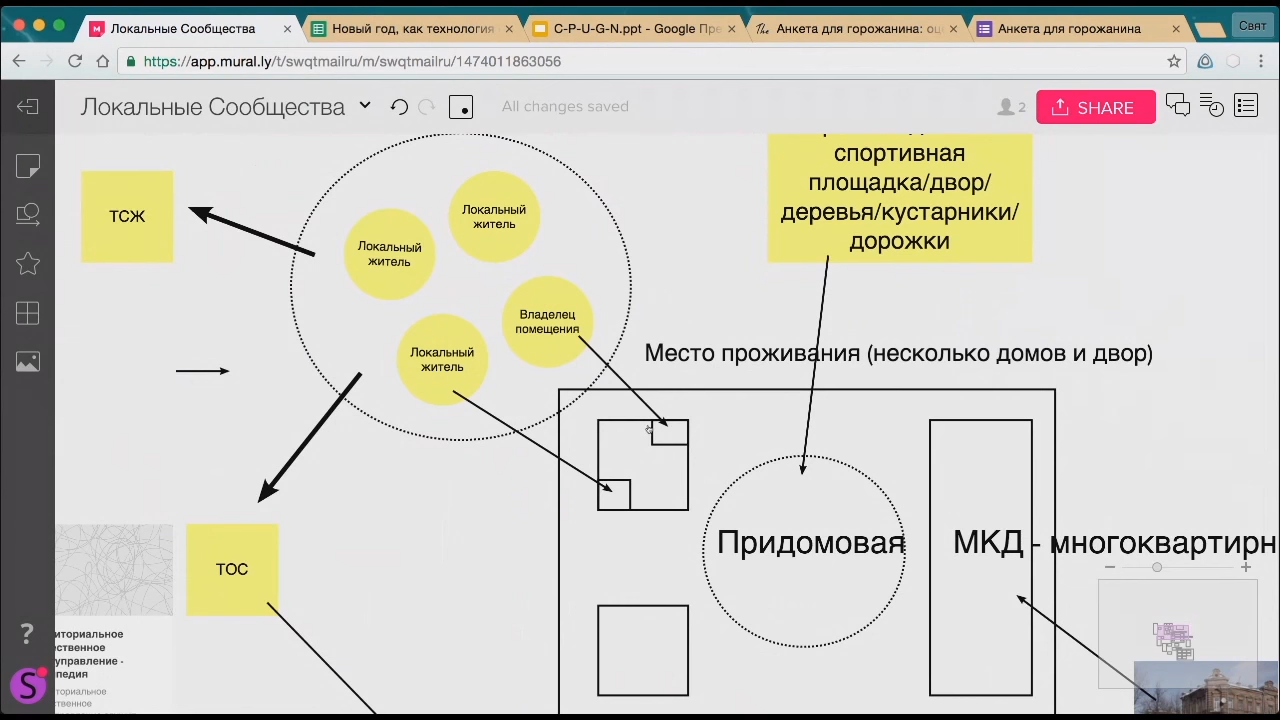 Локальные Сообщества
Новый год, как технология
C-P-U-G-N.ppt - Google Пре
The Анкета для горожанина: оц
Анкета для горожанина
Свят
https://app.mural.ly/t/swqtmailru/m/swqtmailru/1474011863056
Локальные Сообщества
All changes saved
2
SHARE
спортивная
площадка/двор/
деревья/кустарники/
дорожки
ТСЖ
Локальный
житель
Локальный
житель
Владелец
помещения
Локальный
житель
Место проживания (несколько домов и двор)
Придомовая
МКД - многоквартирн
ТОС
?
иториальное
ественное
управление -
педия
ториальное
ственное
S